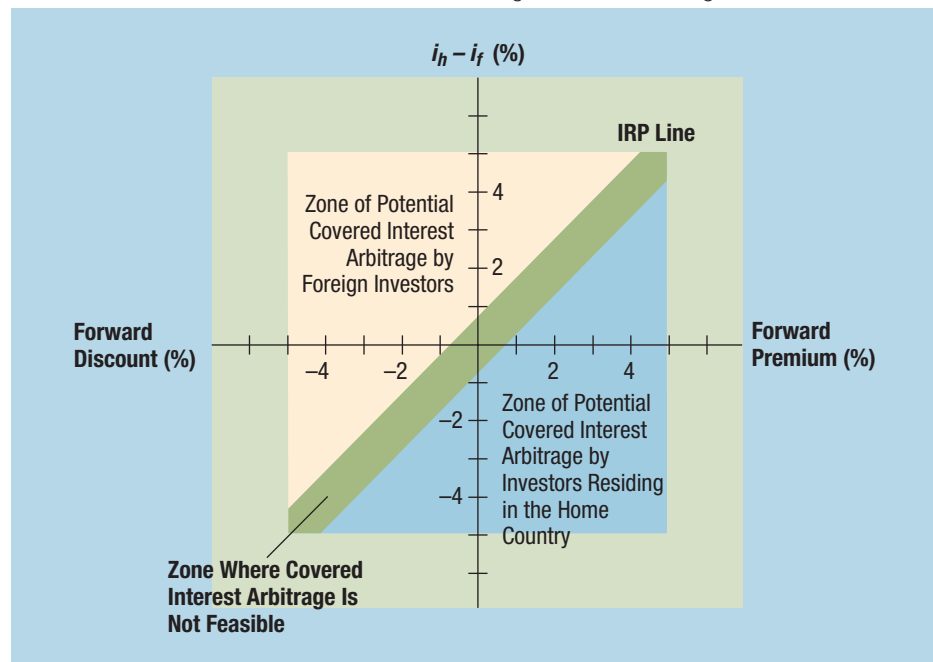 i_h – i_f (%)
IRP Line
4
Zone of Potential
Covered Interest
Arbitrage by
Foreign Investors
2
Forward
Discount (%)
Forward
Premium (%)
–4
–2
2
4
–2
Zone of Potential
Covered Interest
Arbitrage by
Investors Residing
in the Home
Country
–4
Zone Where Covered
Interest Arbitrage Is
Not Feasible